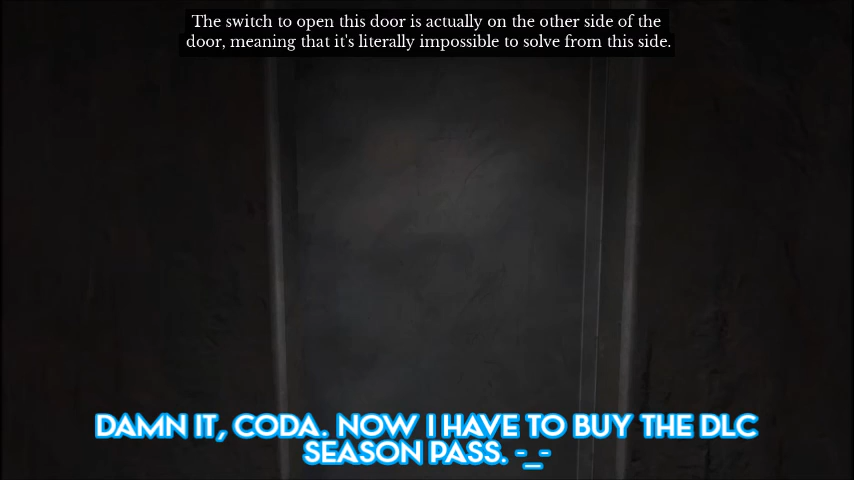 The switch to open this door is actually on the other side of the
door, meaning that it's literally impossible to solve from this side.
DAMN IT, CODA. NOW I HAVE TO BUY THE DLC
SEASON PASS. -_-